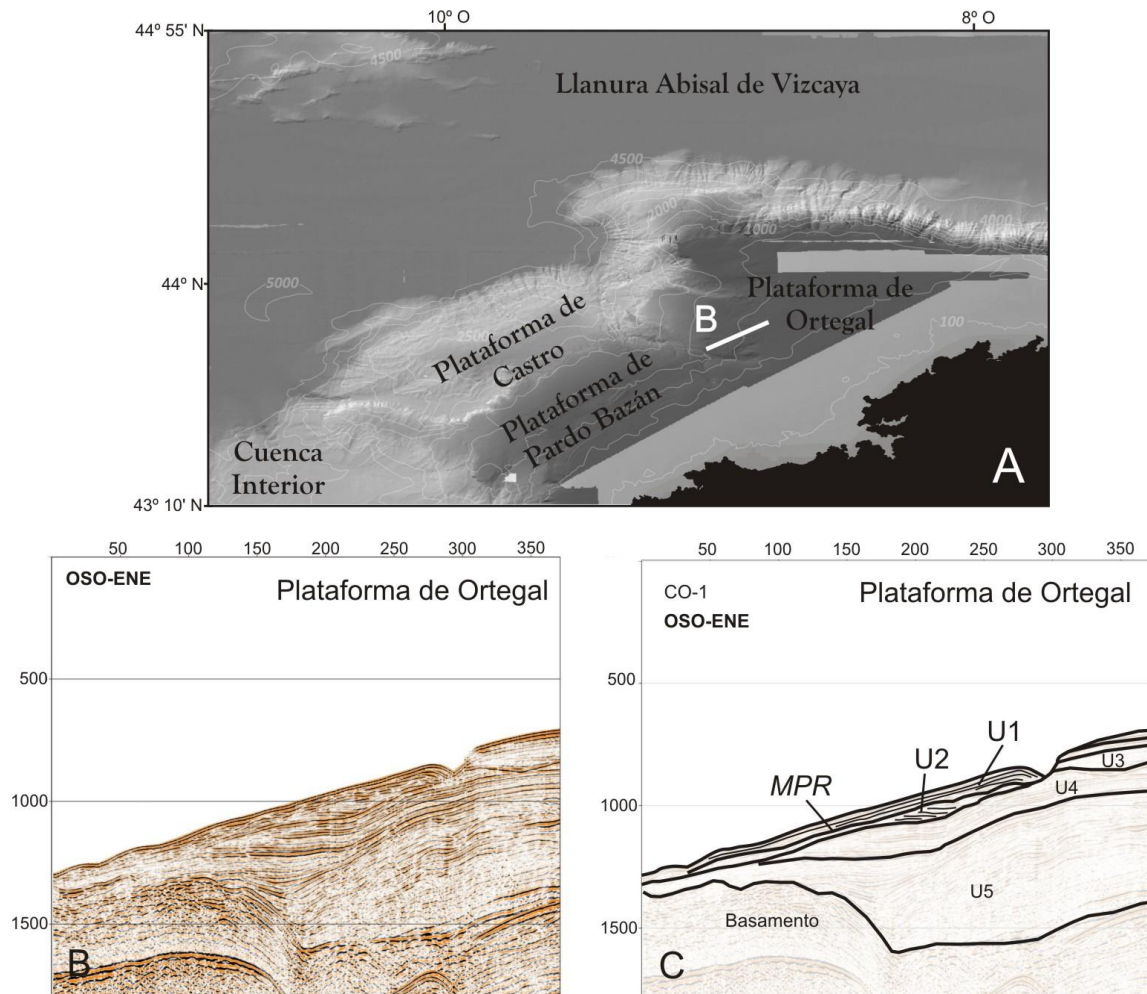 10º O
8º O
44º 55' N
4500
Llanura Abisal de Vizcaya
4500
2000
1000
4000
44º N
5000
Plataforma de
Ortegal
B
100
2500
Plataforma de
Castro
Plataforma de
Pardo Bazán
Cuenca
Interior
A
43º 10' N
50
100
150
200
250
300
350
OSO-ENE
Plataforma de Ortegal
500
1000
1500
B
50
100
150
200
250
300
350
CO-1
Plataforma de Ortegal
OSO-ENE
500
U1
U2
U3
MPR
U4
1000
U5
Basamento
1500
C